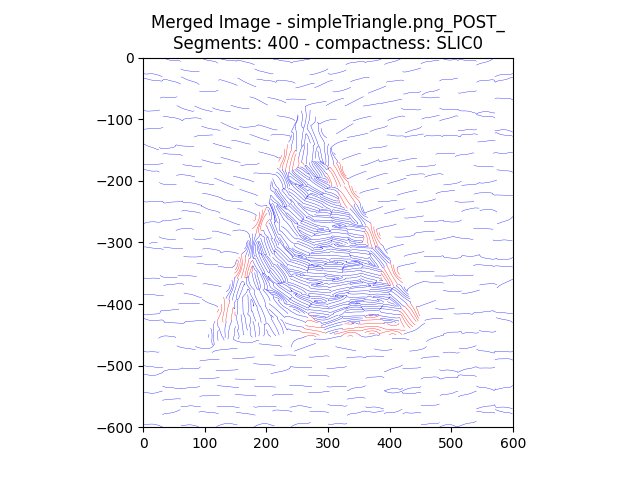 Merged Image - simpleTriangle.png_POST_
Segments: 400 - compactness: SLIC0
0
−100
−200
−300
−400
−500
−600
0 100 200 300 400 500 600